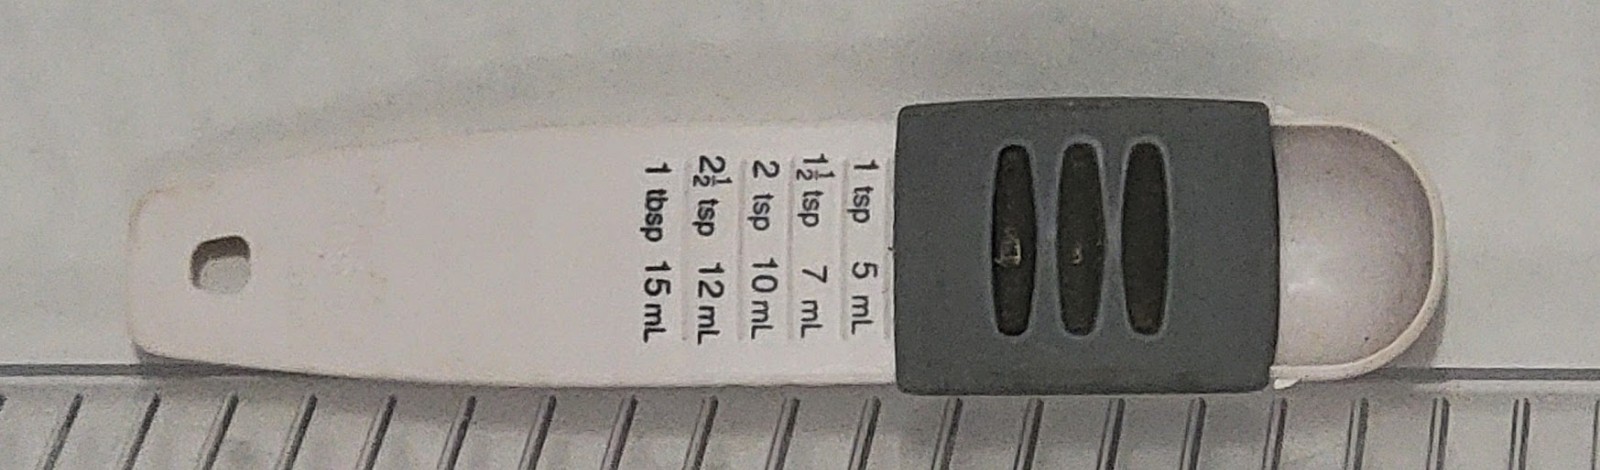 1 tsp 5 mL
1½ tsp 7 mL
2 tsp 10 mL
2½ tsp 12 mL
1 tbsp 15 mL